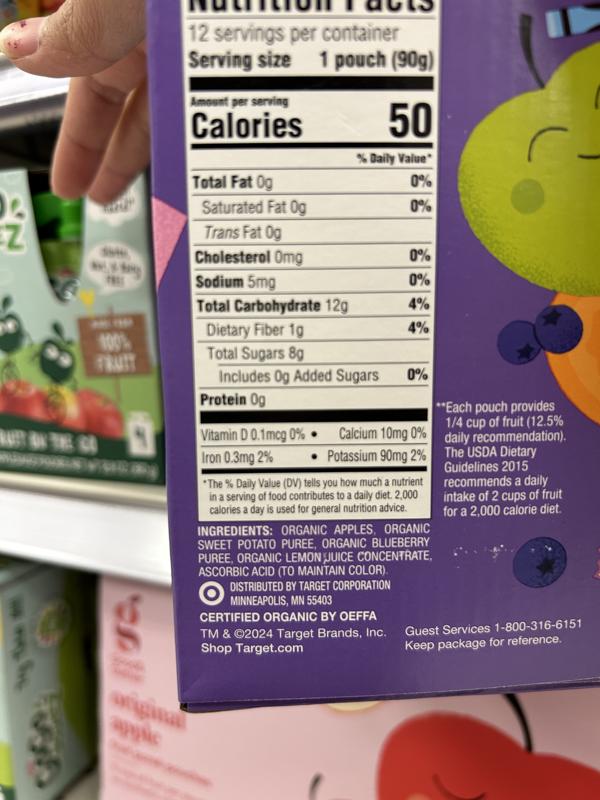 Nutrition Facts
12 servings per container
Serving size 1 pouch (90g)
Amount per serving
Calories 50
% Daily Value*
Total Fat 0g 0%
Saturated Fat 0g 0%
Trans Fat 0g
Cholesterol 0mg 0%
Sodium 5mg 0%
Total Carbohydrate 12g 4%
Dietary Fiber 1g 4%
Total Sugars 8g
Includes 0g Added Sugars 0%
Protein 0g
Vitamin D 0.1mcg 0% • Calcium 10mg 0%
Iron 0.3mg 2% • Potassium 90mg 2%
*The % Daily Value (DV) tells you how much a nutrient
in a serving of food contributes to a daily diet. 2,000
calories a day is used for general nutrition advice.
INGREDIENTS: ORGANIC APPLES, ORGANIC
SWEET POTATO PUREE, ORGANIC BLUEBERRY
PUREE, ORGANIC LEMON JUICE CONCENTRATE,
ASCORBIC ACID (TO MAINTAIN COLOR).
DISTRIBUTED BY TARGET CORPORATION
MINNEAPOLIS, MN 55403
CERTIFIED ORGANIC BY OEFFA
TM & ©2024 Target Brands, Inc.
Shop Target.com
**Each pouch provides
1/4 cup of fruit (12.5%
daily recommendation).
The USDA Dietary
Guidelines 2015
recommends a daily
intake of 2 cups of fruit
for a 2,000 calorie diet.
Guest Services 1-800-316-6151
Keep package for reference.
100%
FRUIT
ON THE GO
g
original
apple